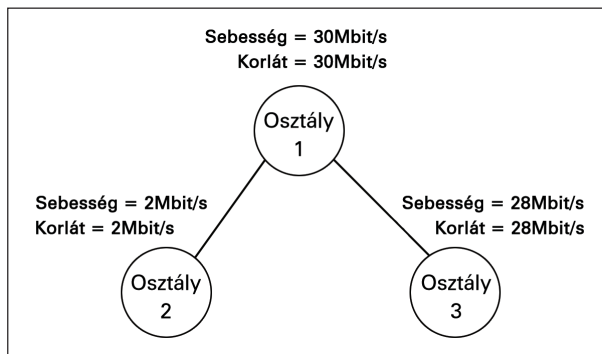 Sebesség = 30Mbit/s
Korlát = 30Mbit/s
Osztály
1
Sebesség = 2Mbit/s
Korlát = 2Mbit/s
Sebesség = 28Mbit/s
Korlát = 28Mbit/s
Osztály
2
Osztály
3